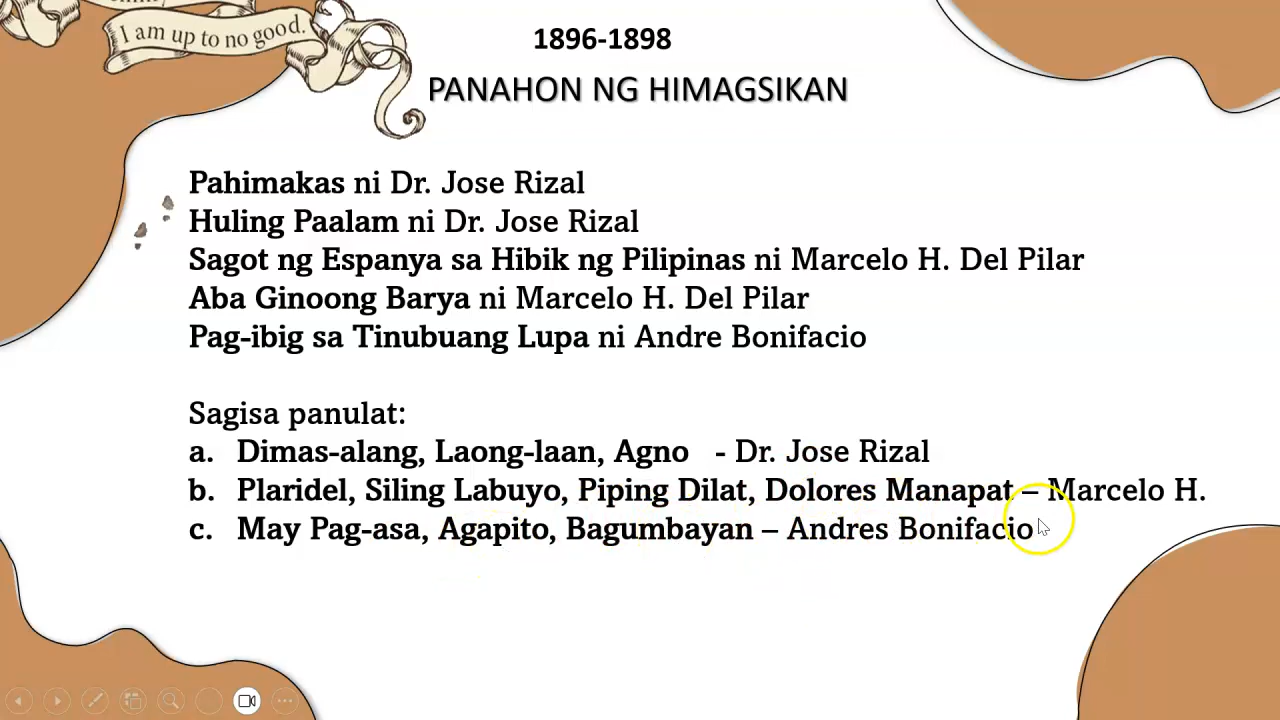 I am up to no good.
1896-1898
PANAHON NG HIMAGSIKAN
Pahimakas ni Dr. Jose Rizal
Huling Paalam ni Dr. Jose Rizal
Sagot ng Espanya sa Hibik ng Pilipinas ni Marcelo H. Del Pilar
Aba Ginoong Barya ni Marcelo H. Del Pilar
Pag-ibig sa Tinubuang Lupa ni Andre Bonifacio
Sagisa panulat:
a. Dimas-alang, Laong-laan, Agno - Dr. Jose Rizal
b. Plaridel, Siling Labuyo, Piping Dilat, Dolores Manapat – Marcelo H.
c. May Pag-asa, Agapito, Bagumbayan – Andres Bonifacio